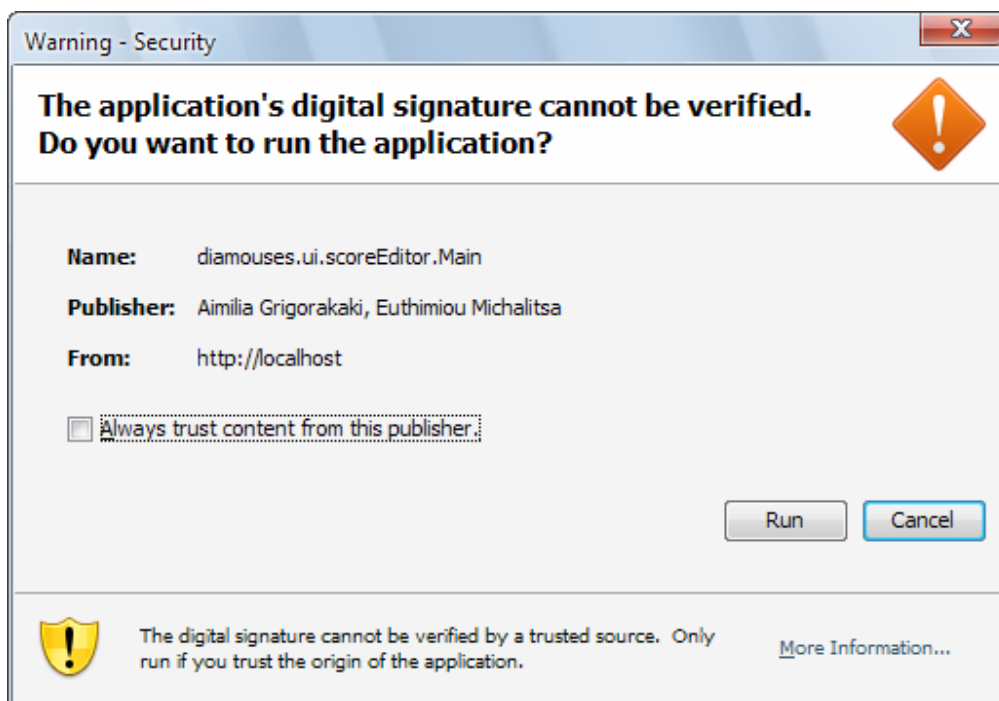 Warning - Security
The application's digital signature cannot be verified.
Do you want to run the application?
Name: diamouses.ui.scoreEditor.Main
Publisher: Aimilia Grigorakaki, Euthimiou Michalitsa
From: http://localhost
Always trust content from this publisher.
Run Cancel
The digital signature cannot be verified by a trusted source. Only
run if you trust the origin of the application.
More Information...